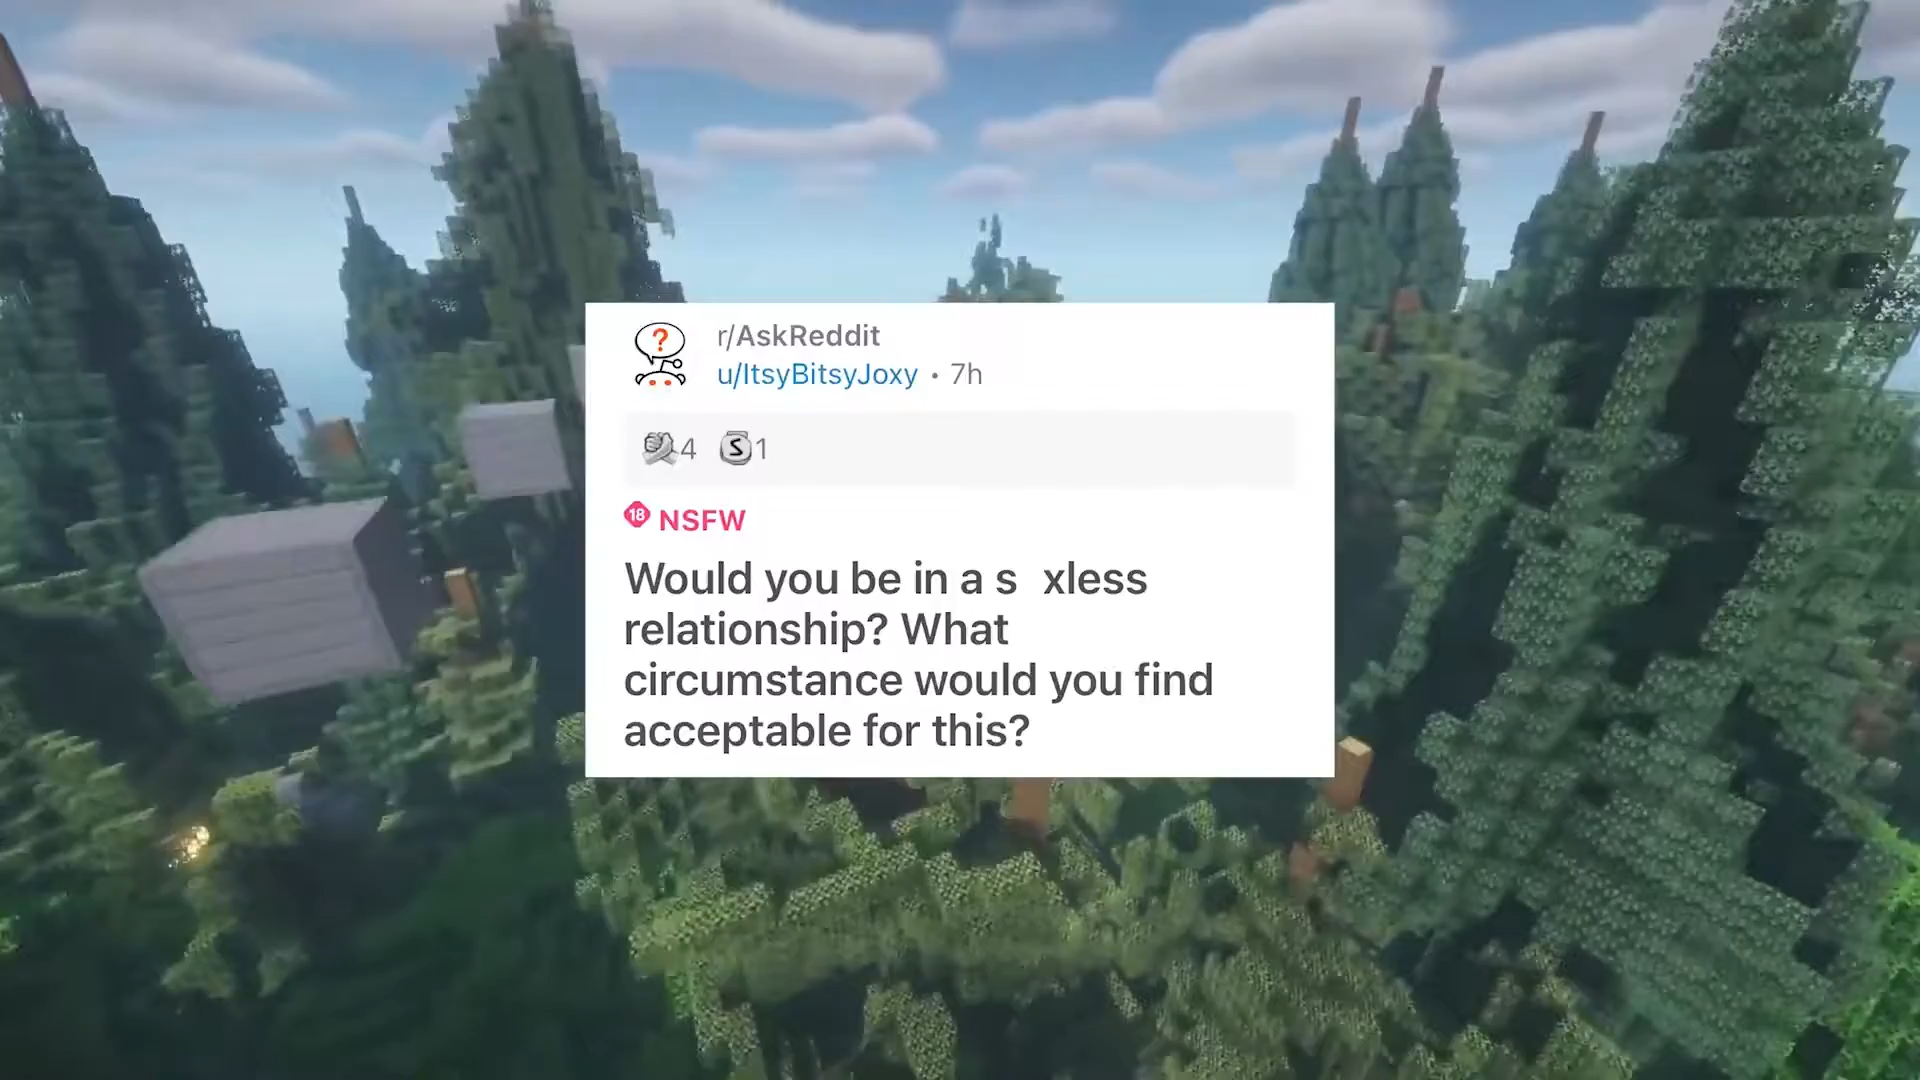 r/AskReddit
u/ItsyBitsyJoxy • 7h
4 S 1
18 NSFW
Would you be in a s xless
relationship? What
circumstance would you find
acceptable for this?